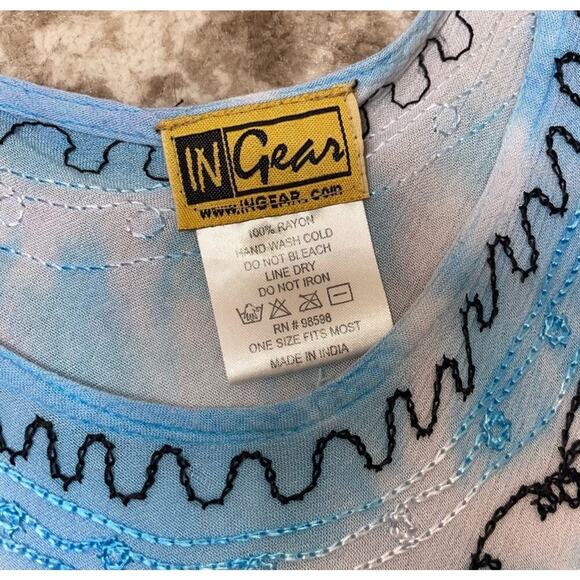 IN Gear
www.INGEAR.com
100% RAYON
HAND WASH COLD
DO NOT BLEACH
LINE DRY
DO NOT IRON
RN # 98598
ONE SIZE FITS MOST
MADE IN INDIA